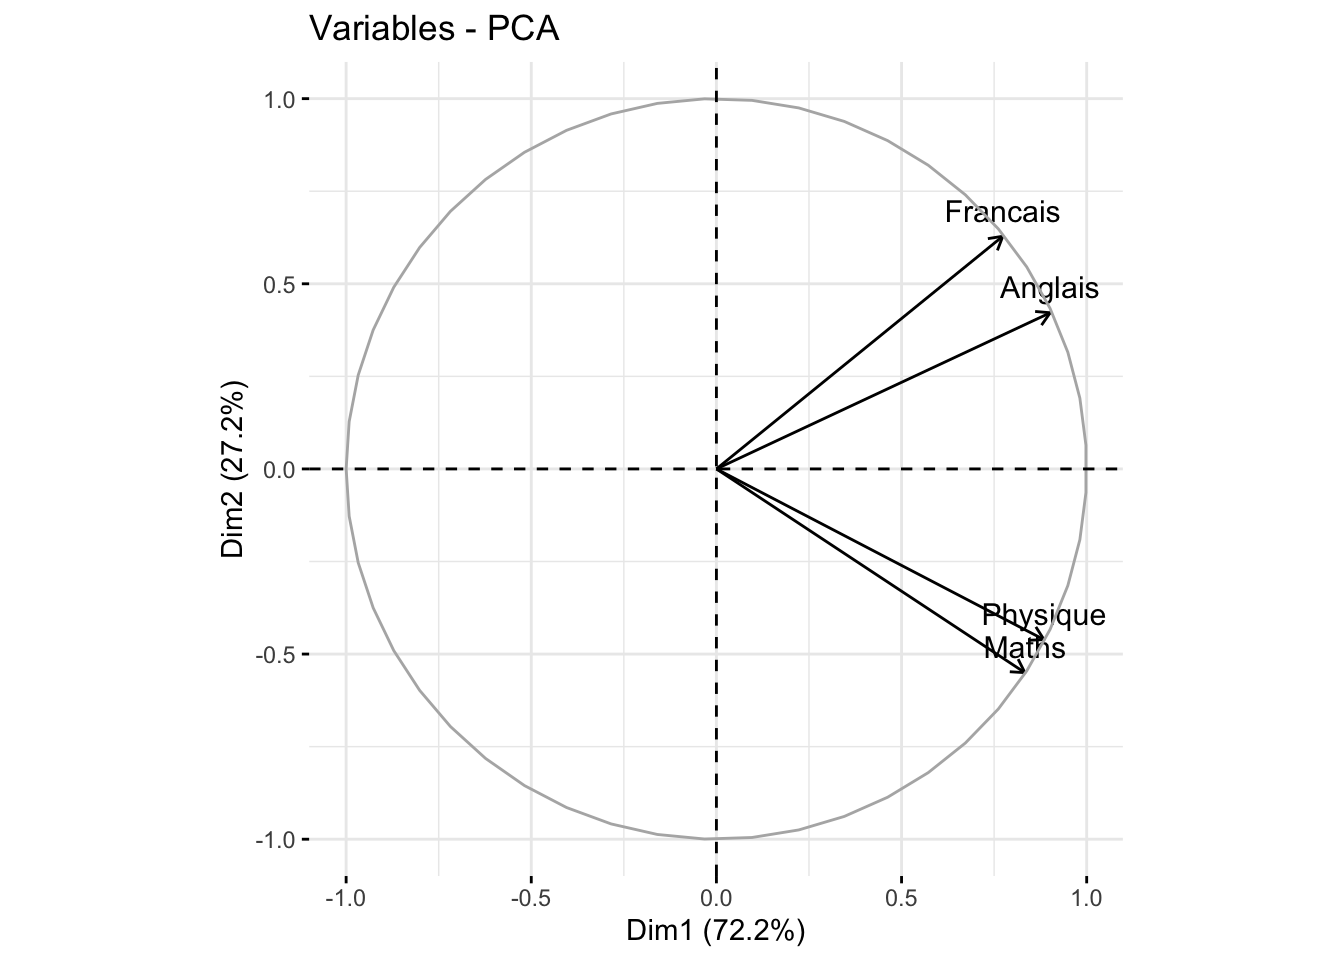 Variables - PCA
1.0
0.5
0.0
-0.5
-1.0
Dim2 (27.2%)
Francais
Anglais
Physique
Maths
-1.0
-0.5
0.0
0.5
1.0
Dim1 (72.2%)